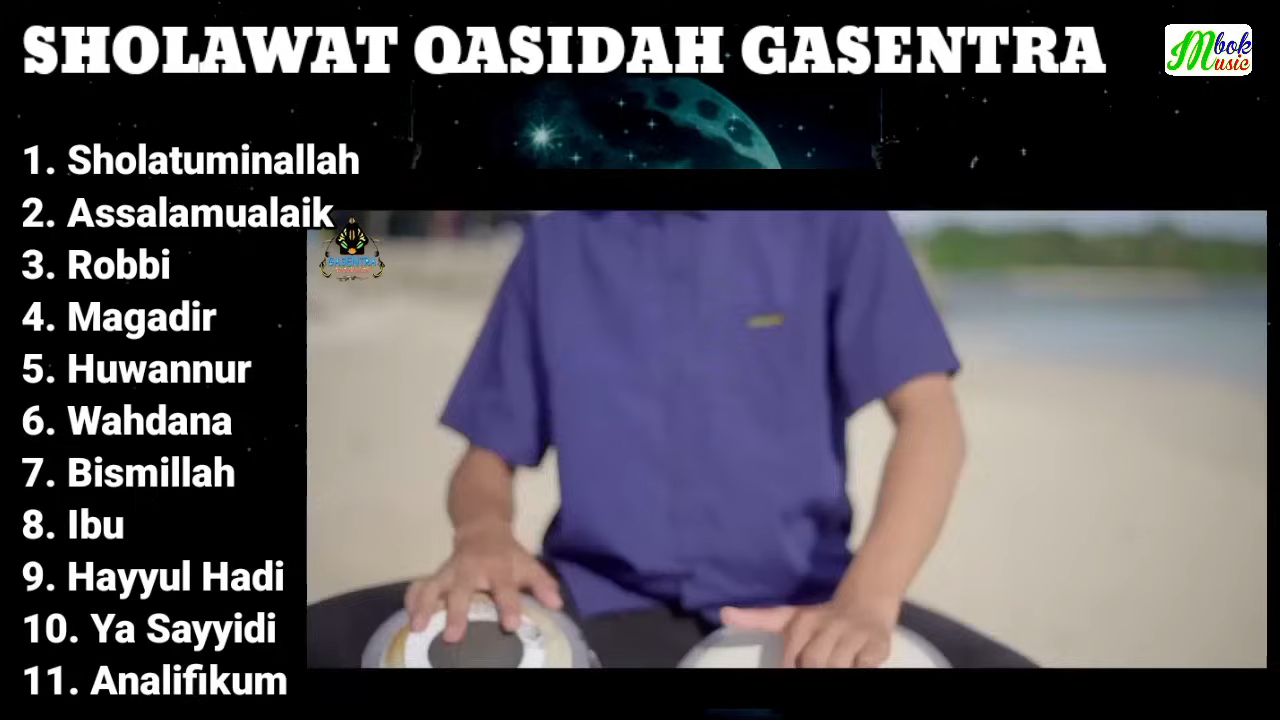 SHOLAWAT QASIDAH GASENTRA
Mbok
Music
1. Sholatuminallah
2. Assalamualaik
3. Robbi
4. Magadir
5. Huwannur
6. Wahdana
7. Bismillah
8. Ibu
9. Hayyul Hadi
10. Ya Sayyidi
11. Analifikum
GASENTRA